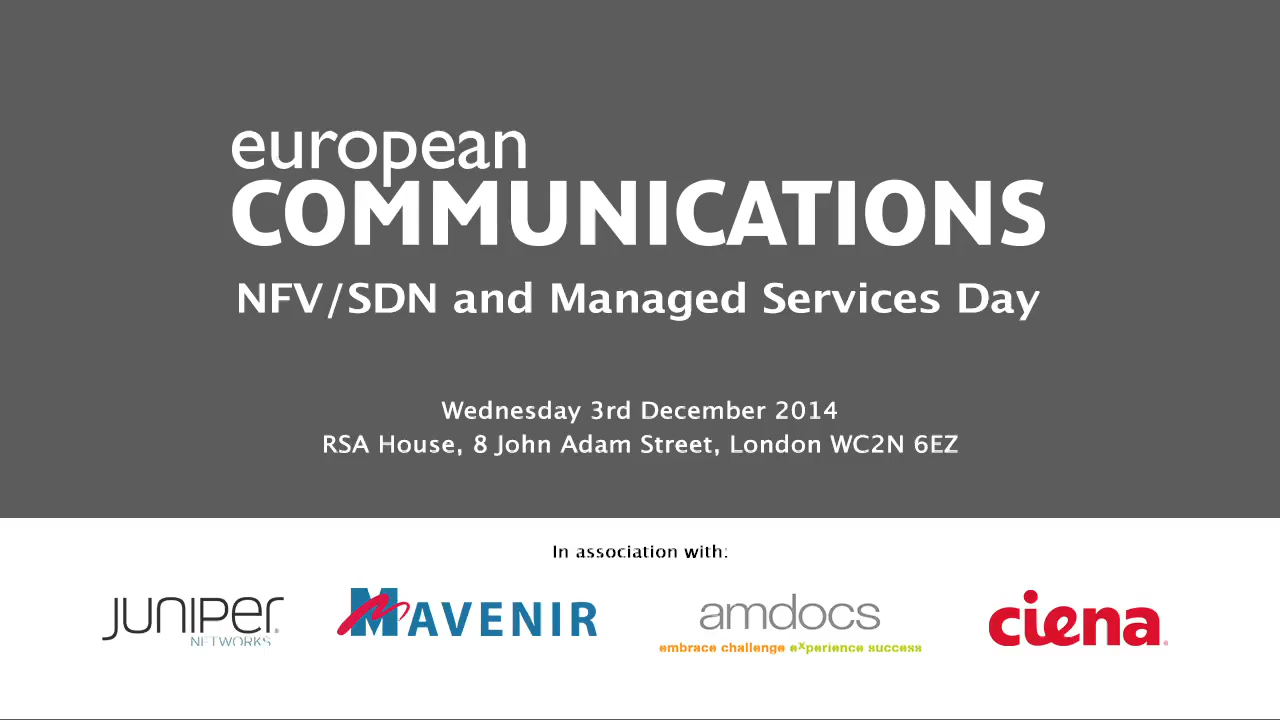 european
COMMUNICATIONS
NFV/SDN and Managed Services Day
Wednesday 3rd December 2014
RSA House, 8 John Adam Street, London WC2N 6EZ
In association with:
JUNIPER
NETWORKS
MAVENIR
amdocs
embrace challenge experience success
ciena